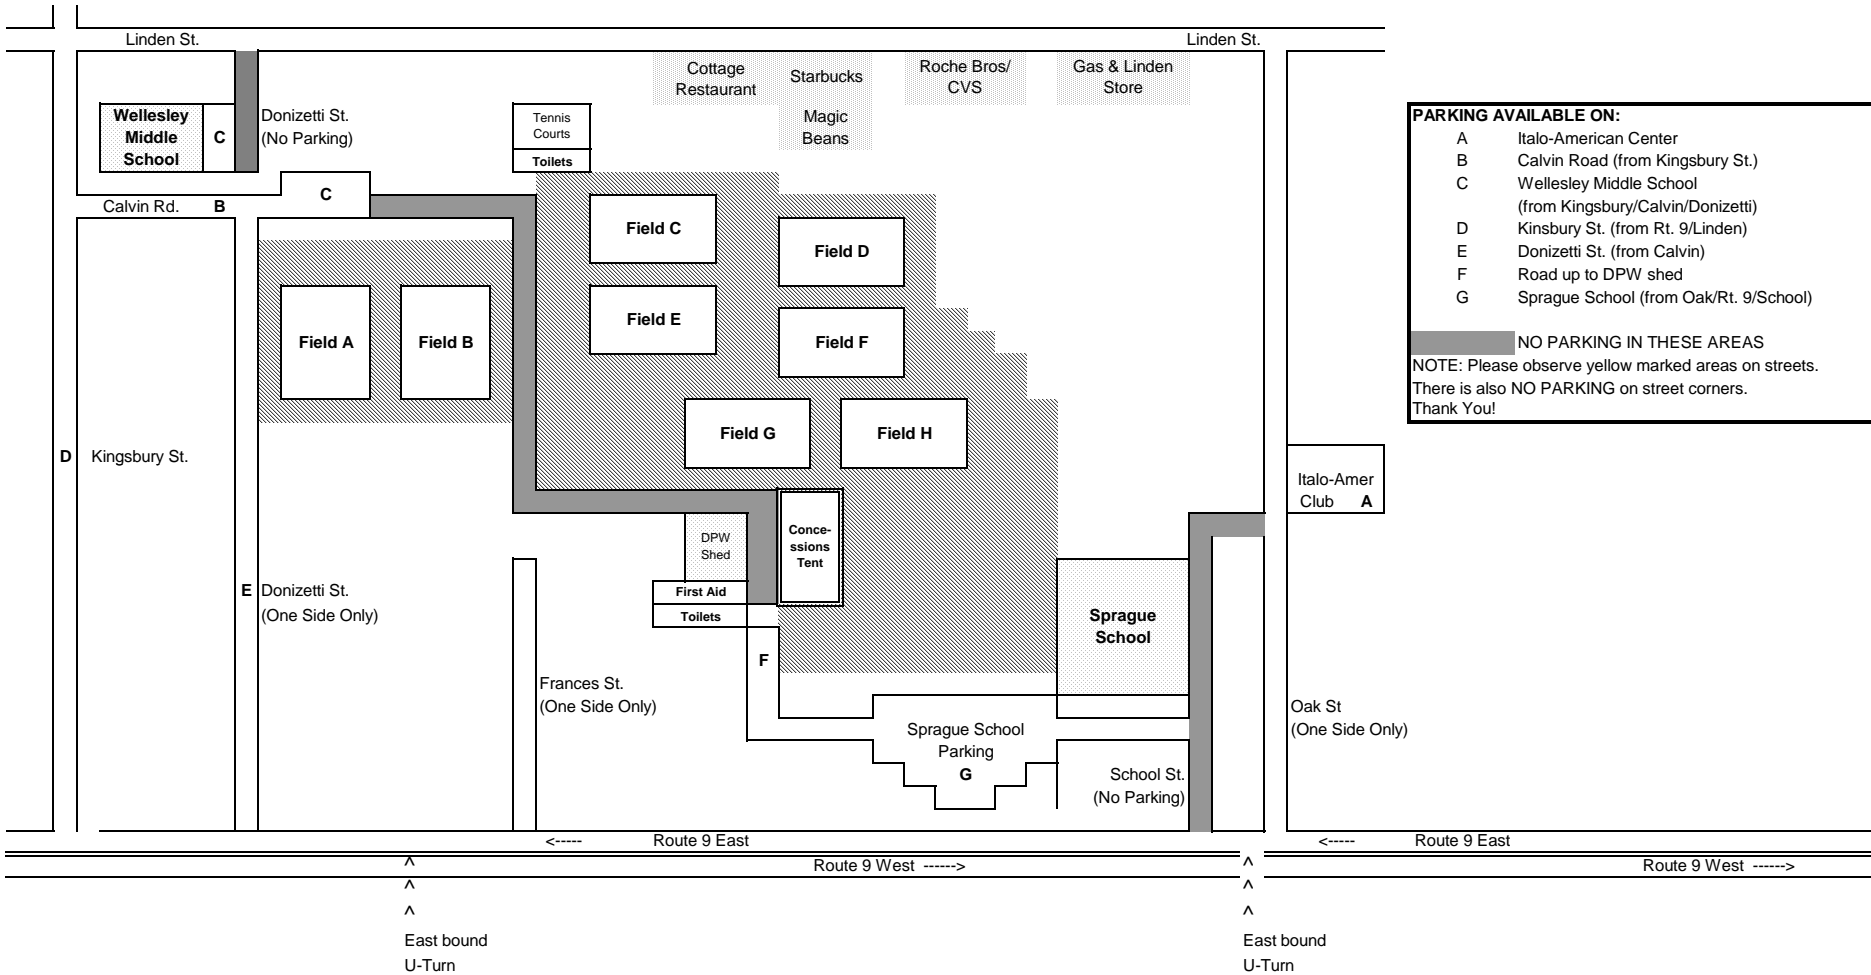 Linden St.
Linden St.
Cottage
Restaurant
Starbucks
Roche Bros/
CVS
Gas & Linden
Store
Wellesley
Middle
School
C
Donizetti St.
(No Parking)
Tennis
Courts
Toilets
Magic
Beans
PARKING AVAILABLE ON:
A Italo-American Center
B Calvin Road (from Kingsbury St.)
C Wellesley Middle School
(from Kingsbury/Calvin/Donizetti)
D Kinsbury St. (from Rt. 9/Linden)
E Donizetti St. (from Calvin)
F Road up to DPW shed
G Sprague School (from Oak/Rt. 9/School)
NO PARKING IN THESE AREAS
NOTE: Please observe yellow marked areas on streets.
There is also NO PARKING on street corners.
Thank You!
C
Calvin Rd. B
Field C
Field D
Field E
Field A
Field B
Field F
Field G
Field H
D Kingsbury St.
Italo-Amer
Club A
DPW
Shed
Conce-
ssions
Tent
First Aid
Toilets
E Donizetti St.
(One Side Only)
Sprague
School
F
Frances St.
(One Side Only)
Oak St
(One Side Only)
Sprague School
Parking
G
School St.
(No Parking)
<----- Route 9 East
<----- Route 9 East
Route 9 West ------>
Route 9 West ------>
^
^
^
East bound
U-Turn
^
^
^
East bound
U-Turn